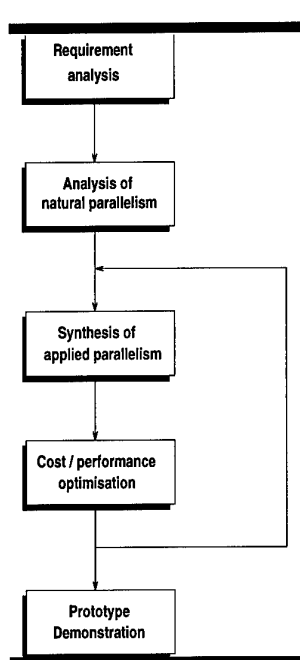 Requirement
analysis
Analysis of
natural parallelism
Synthesis of
applied parallelism
Cost / performance
optimisation
Prototype
Demonstration